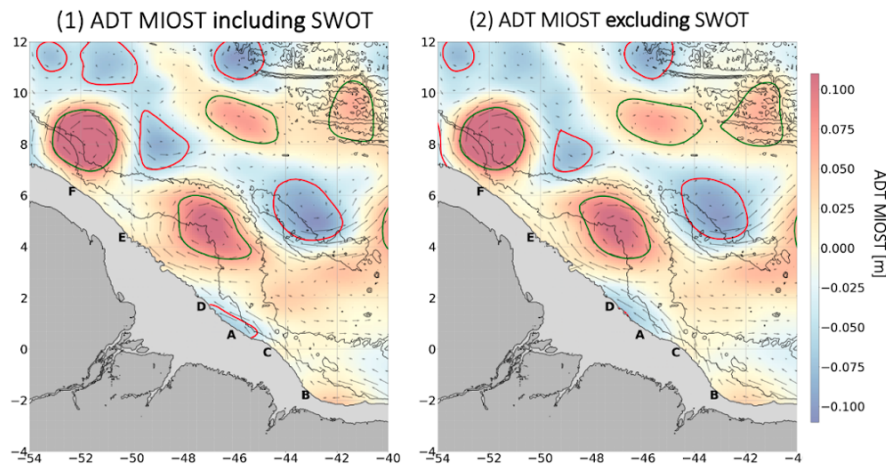 (1) ADT MIOST including SWOT
(2) ADT MIOST excluding SWOT
12
10
8
6
4
2
0
−2
−4
−54
−52
−50
−48
−46
−44
−42
−40
F
E
D
A
C
B
12
10
8
6
4
2
0
−2
−4
−54
−52
−50
−48
−46
−44
−42
−4
F
E
D
A
C
B
0.100
0.075
0.050
0.025
0.000
−0.025
−0.050
−0.075
−0.100
ADT MIOST [m]